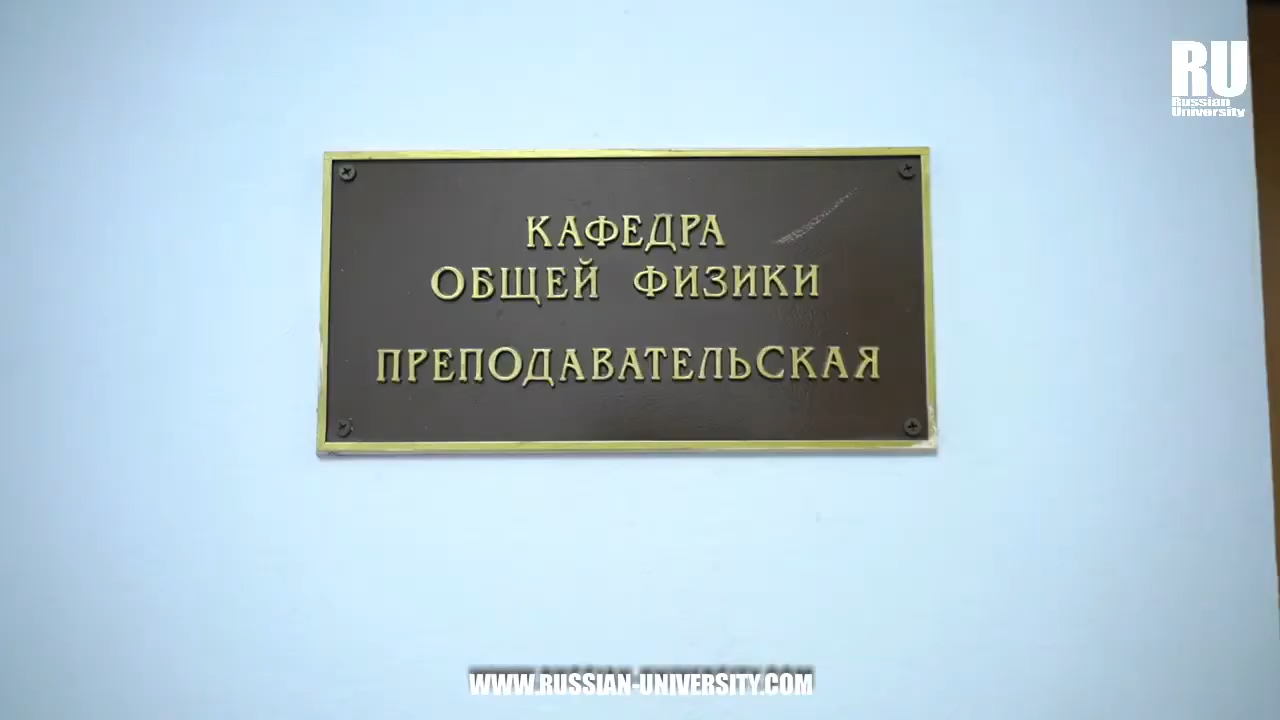 RU
Russian
University
КАФЕДРА
ОБЩЕЙ ФИЗИКИ
ПРЕПОДАВАТЕЛЬСКАЯ
WWW.RUSSIAN-UNIVERSITY.COM